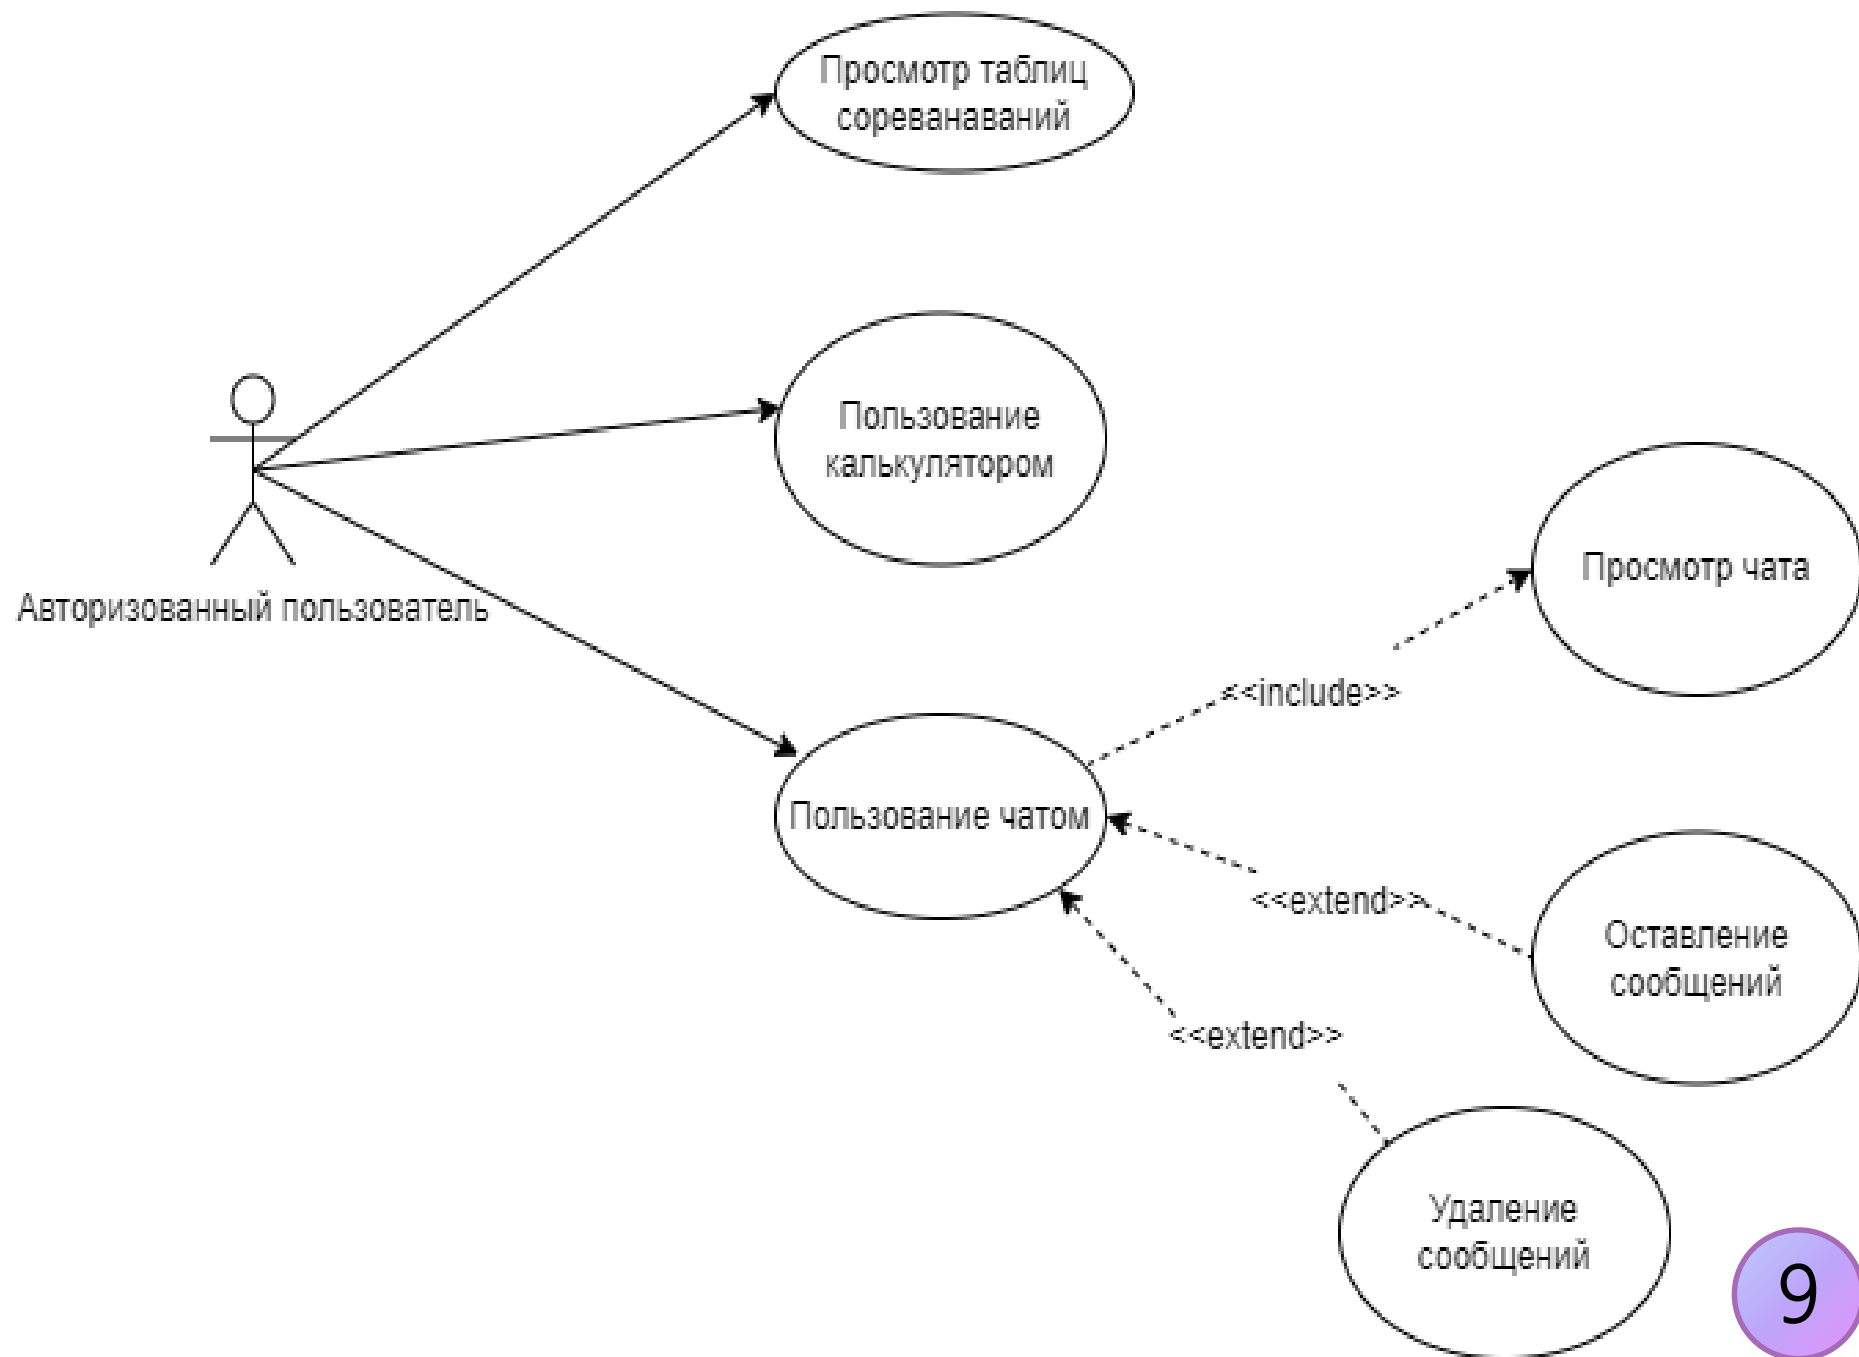 Просмотр таблиц
сореванаваний
Пользование
калькулятором
Просмотр чата
Авторизованный пользователь
<<include>>
Пользование чатом
<<extend>>
Оставление
сообщений
<<extend>>
Удаление
сообщений
9